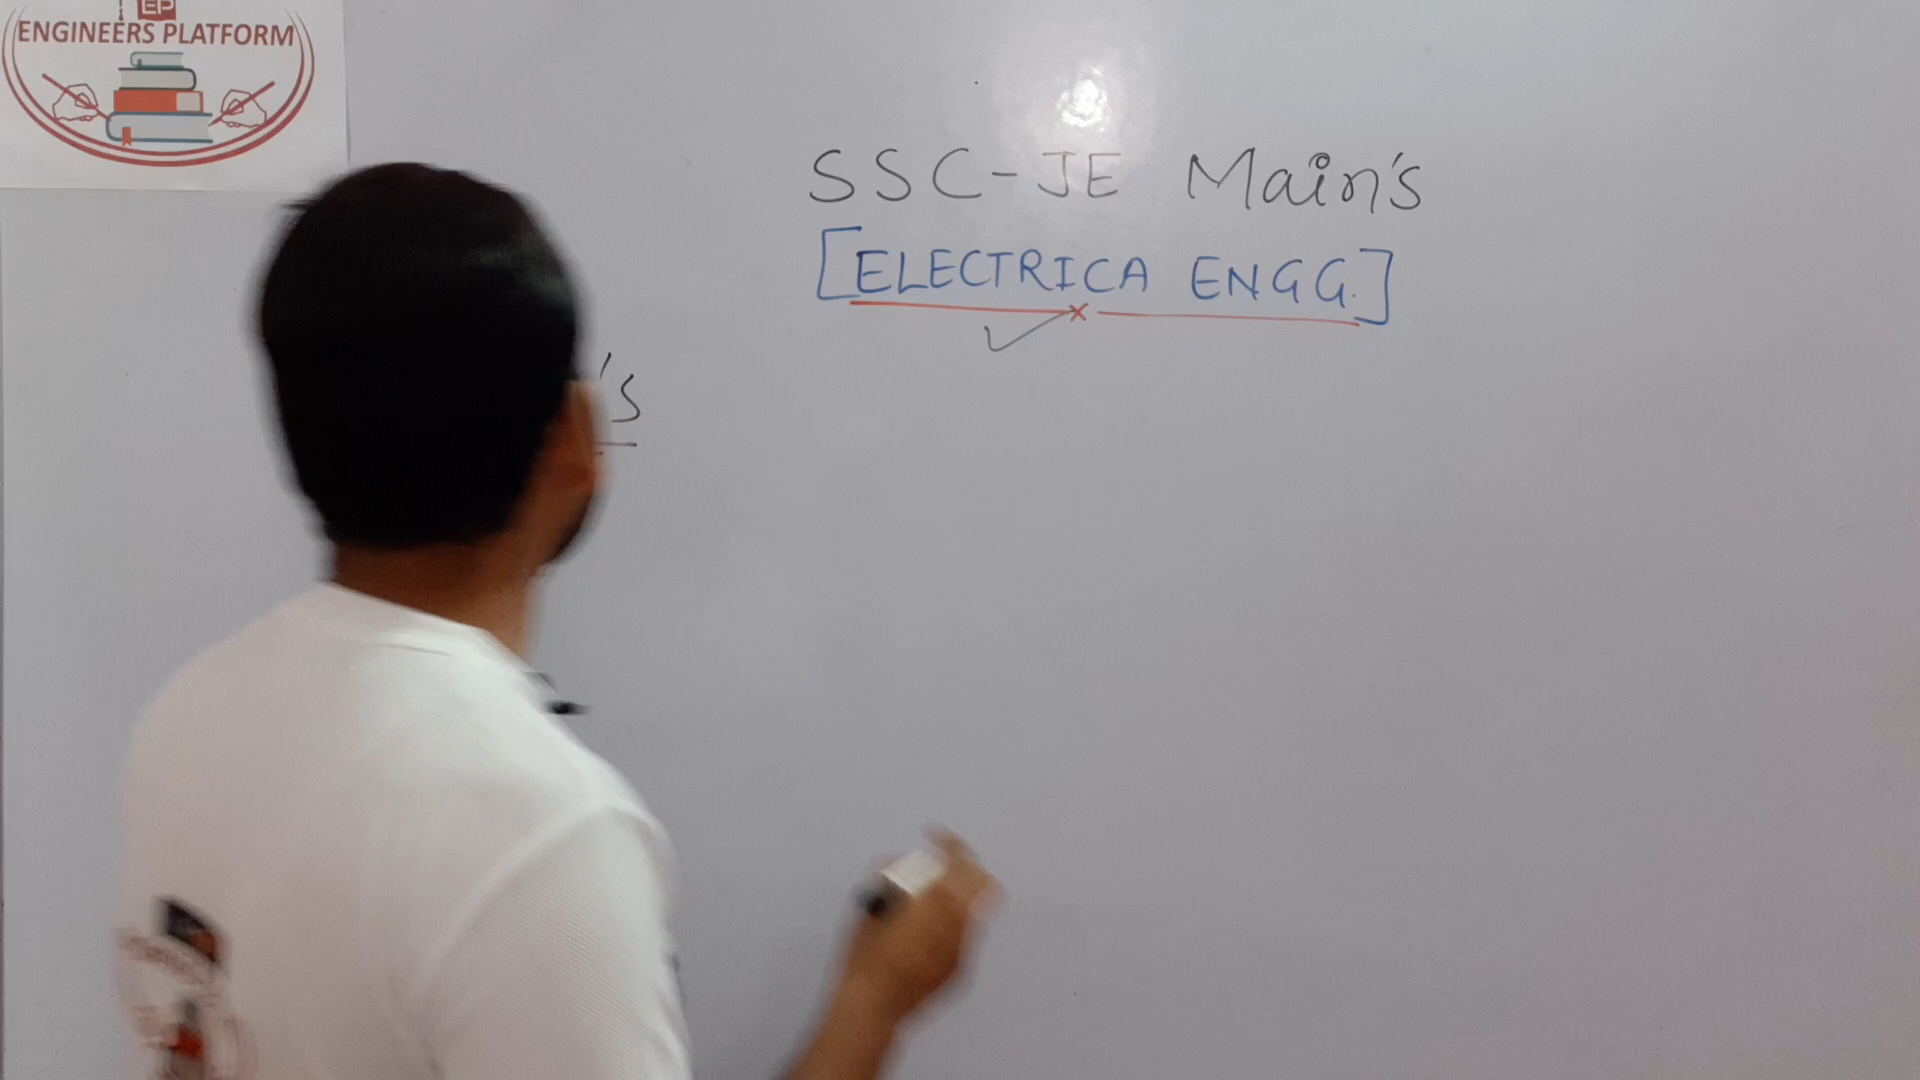 EP
ENGINEERS PLATFORM
SSC-JE Main's
[ELECTRICA ENGG.]
's